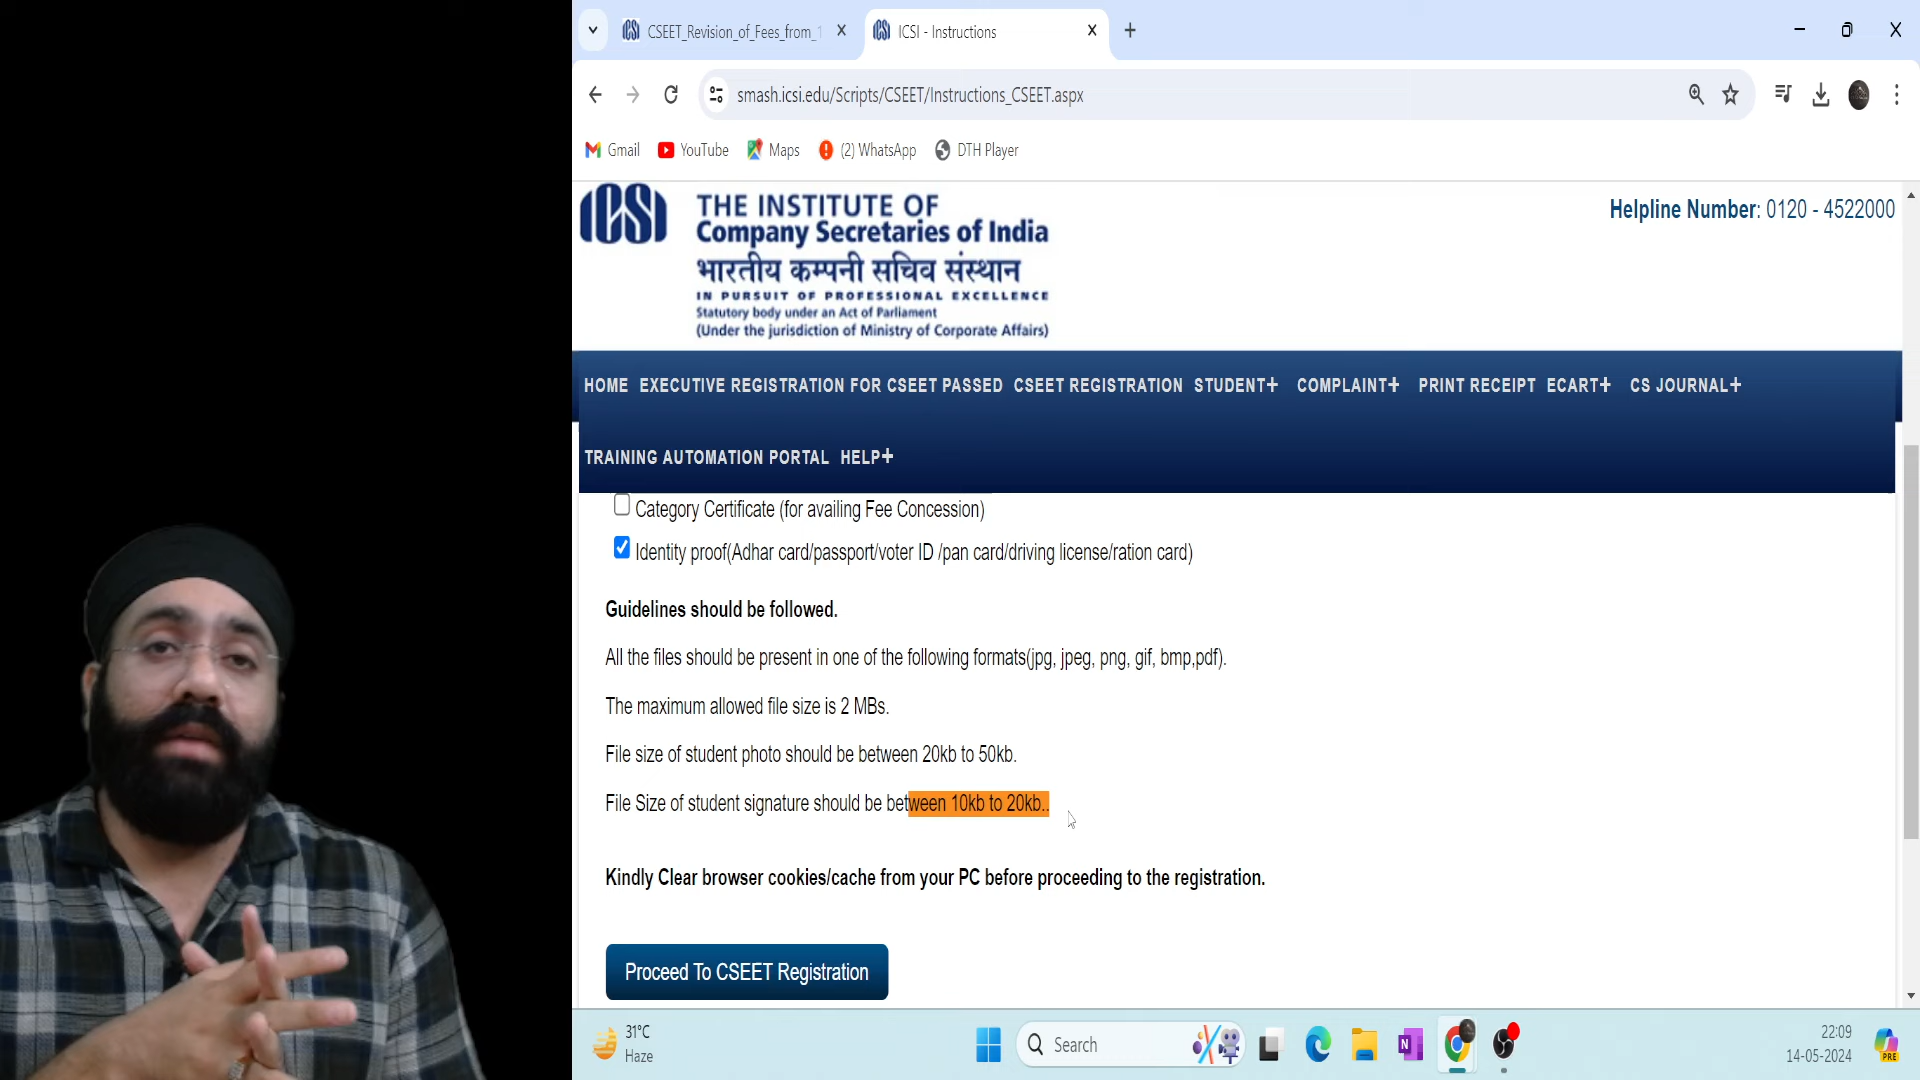 CSEET_Revision_of_Fees_from_1
ICSI - Instructions
smash.icsi.edu/Scripts/CSEET/Instructions_CSEET.aspx
Gmail
YouTube
Maps
(2) WhatsApp
DTH Player
ICSI
THE INSTITUTE OF
Company Secretaries of India
भारतीय कम्पनी सचिव संस्थान
IN PURSUIT OF PROFESSIONAL EXCELLENCE
Statutory body under an Act of Parliament
(Under the jurisdiction of Ministry of Corporate Affairs)
Helpline Number: 0120 - 4522000
HOME EXECUTIVE REGISTRATION FOR CSEET PASSED CSEET REGISTRATION STUDENT+ COMPLAINT+ PRINT RECEIPT ECART+ CS JOURNAL+
TRAINING AUTOMATION PORTAL HELP+
Category Certificate (for availing Fee Concession)
Identity proof(Adhar card/passport/voter ID /pan card/driving license/ration card)
Guidelines should be followed.
All the files should be present in one of the following formats(jpg, jpeg, png, gif, bmp,pdf).
The maximum allowed file size is 2 MBs.
File size of student photo should be between 20kb to 50kb.
File Size of student signature should be between 10kb to 20kb..
Kindly Clear browser cookies/cache from your PC before proceeding to the registration.
Proceed To CSEET Registration
31°C
Haze
Search
N
22:09
14-05-2024
PRE